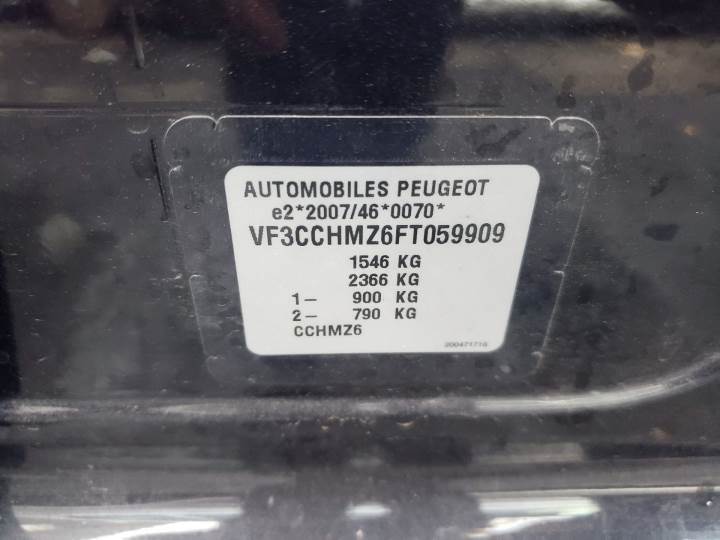 AUTOMOBILES PEUGEOT
e2*2007/46*0070*
VF3CCHMZ6FT059909
1546 KG
2366 KG
1– 900 KG
2– 790 KG
CCHMZ6